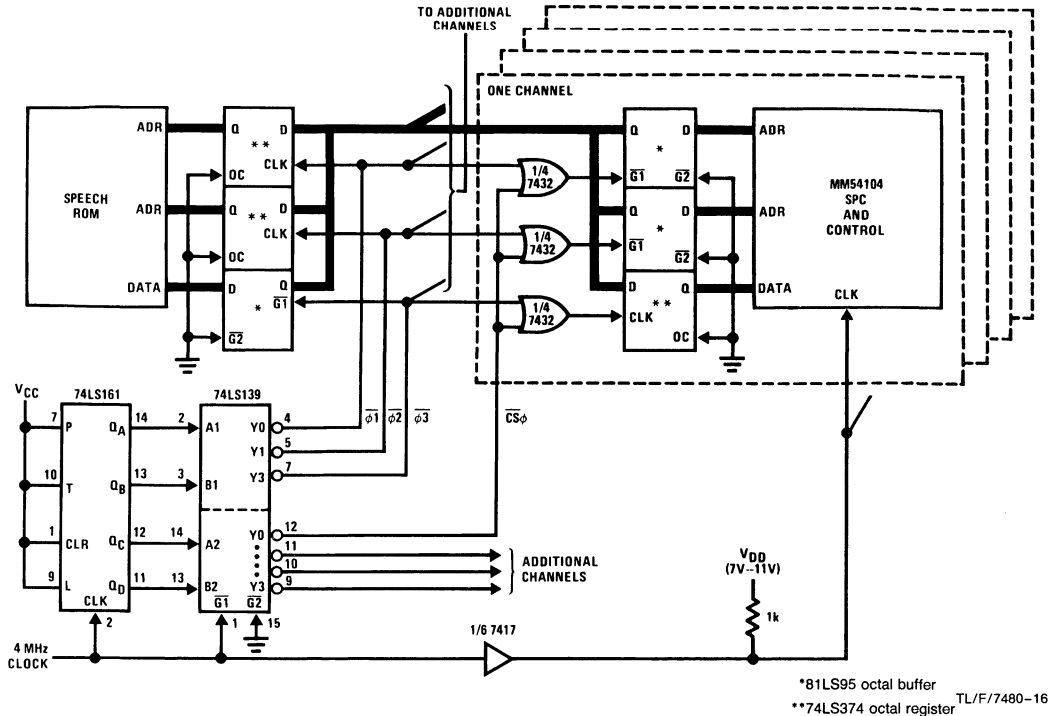 TO ADDITIONAL
CHANNELS
ONE CHANNEL
SPEECH
ROM
ADR
ADR
DATA
Q
D
**
CLK
OC
Q
D
**
CLK
OC
D
Q
*
G1
G2
1/4
7432
1/4
7432
1/4
7432
Q
D
*
G1
G2
Q
D
*
G1
G2
D
Q
**
CLK
OC
ADR
MM54104
SPC
AND
CONTROL
ADR
DATA
CLK
VCC
74LS161
74LS139
7
P
QA
14
2
A1
Y0
4
ϕ1
ϕ2
ϕ3
CSϕ
Y1
5
10
T
QB
13
3
B1
Y3
7
1
CLR
QC
12
14
A2
Y0
12
11
10
9
L
QD
11
13
B2
Y3
9
ADDITIONAL
CHANNELS
CLK
2
G1
G2
1
15
4 MHz
CLOCK
1/6 7417
VDD
(7V–11V)
1k
*81LS95 octal buffer
**74LS374 octal register
TL/F/7480–16